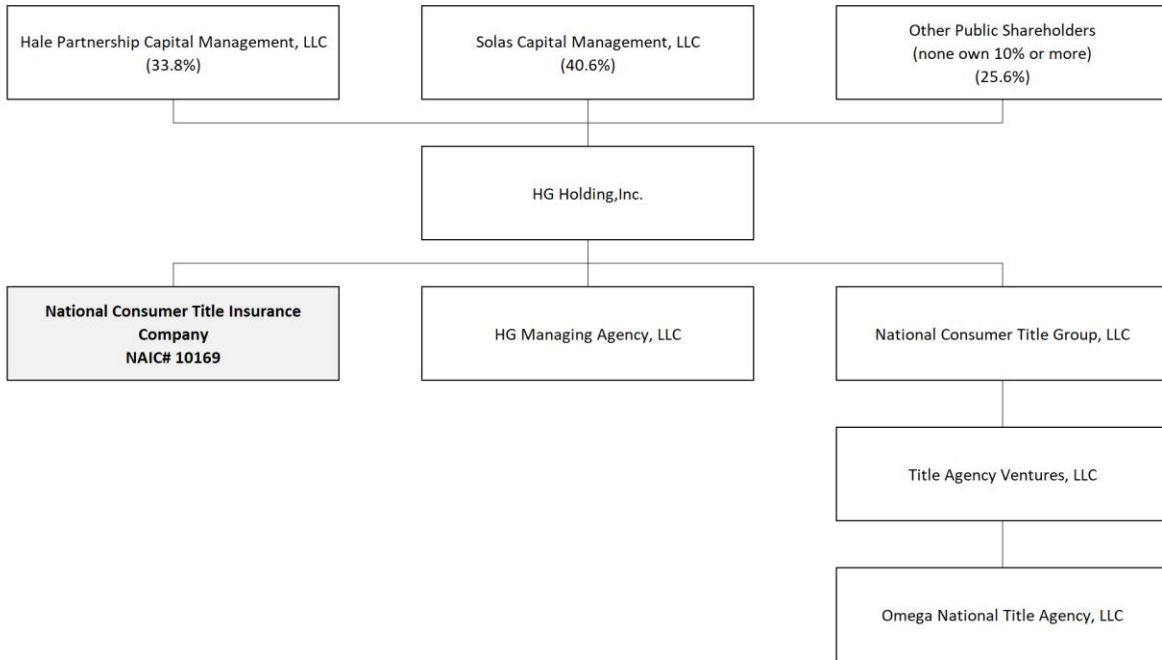 Hale Partnership Capital Management, LLC
(33.8%)
Solas Capital Management, LLC
(40.6%)
Other Public Shareholders
(none own 10% or more)
(25.6%)
HG Holding,Inc.
National Consumer Title Insurance
Company
NAIC# 10169
HG Managing Agency, LLC
National Consumer Title Group, LLC
Title Agency Ventures, LLC
Omega National Title Agency, LLC